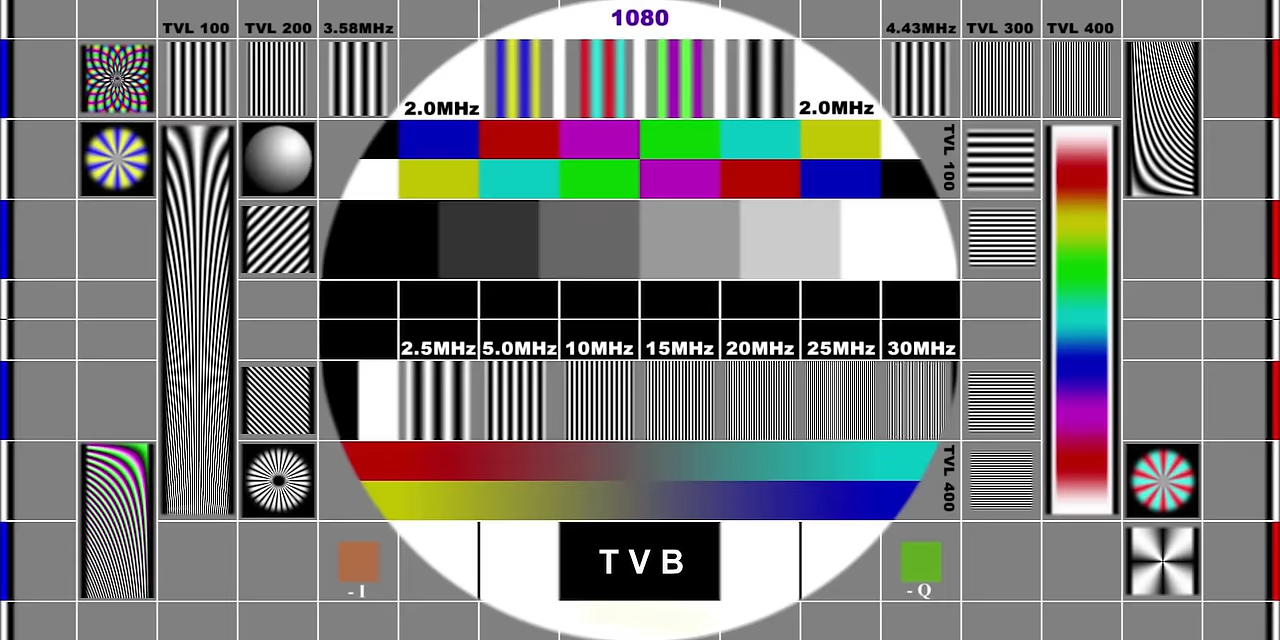 1080
TVL 100 TVL 200 3.58MHz 4.43MHz TVL 300 TVL 400
2.0MHz 2.0MHz
TVL 100
2.5MHz 5.0MHz 10MHz 15MHz 20MHz 25MHz 30MHz
TVL 400
TVB
- I - Q